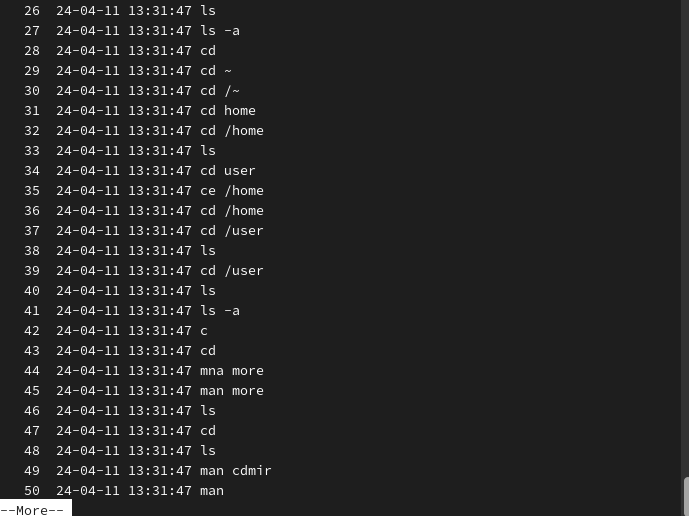 26  24-04-11 13:31:47 ls
27  24-04-11 13:31:47 ls -a
28  24-04-11 13:31:47 cd
29  24-04-11 13:31:47 cd ~
30  24-04-11 13:31:47 cd /~
31  24-04-11 13:31:47 cd home
32  24-04-11 13:31:47 cd /home
33  24-04-11 13:31:47 ls
34  24-04-11 13:31:47 cd user
35  24-04-11 13:31:47 ce /home
36  24-04-11 13:31:47 cd /home
37  24-04-11 13:31:47 cd /user
38  24-04-11 13:31:47 ls
39  24-04-11 13:31:47 cd /user
40  24-04-11 13:31:47 ls
41  24-04-11 13:31:47 ls -a
42  24-04-11 13:31:47 c
43  24-04-11 13:31:47 cd
44  24-04-11 13:31:47 mna more
45  24-04-11 13:31:47 man more
46  24-04-11 13:31:47 ls
47  24-04-11 13:31:47 cd
48  24-04-11 13:31:47 ls
49  24-04-11 13:31:47 man cdmir
50  24-04-11 13:31:47 man
--More--